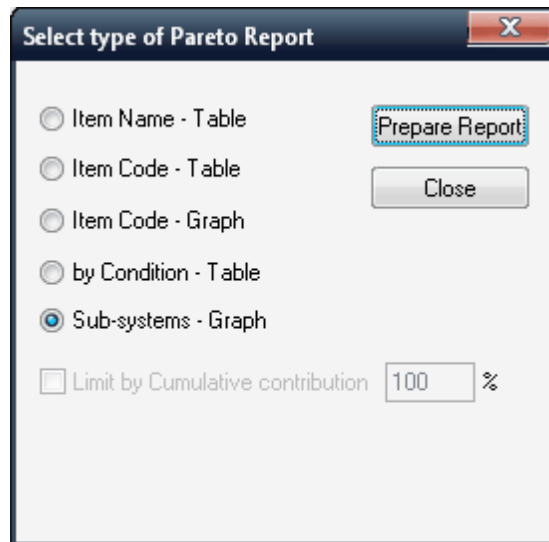 Select type of Pareto Report
Item Name - Table
Prepare Report
Item Code - Table
Close
Item Code - Graph
by Condition - Table
Sub-systems - Graph
Limit by Cumulative contribution 100 %